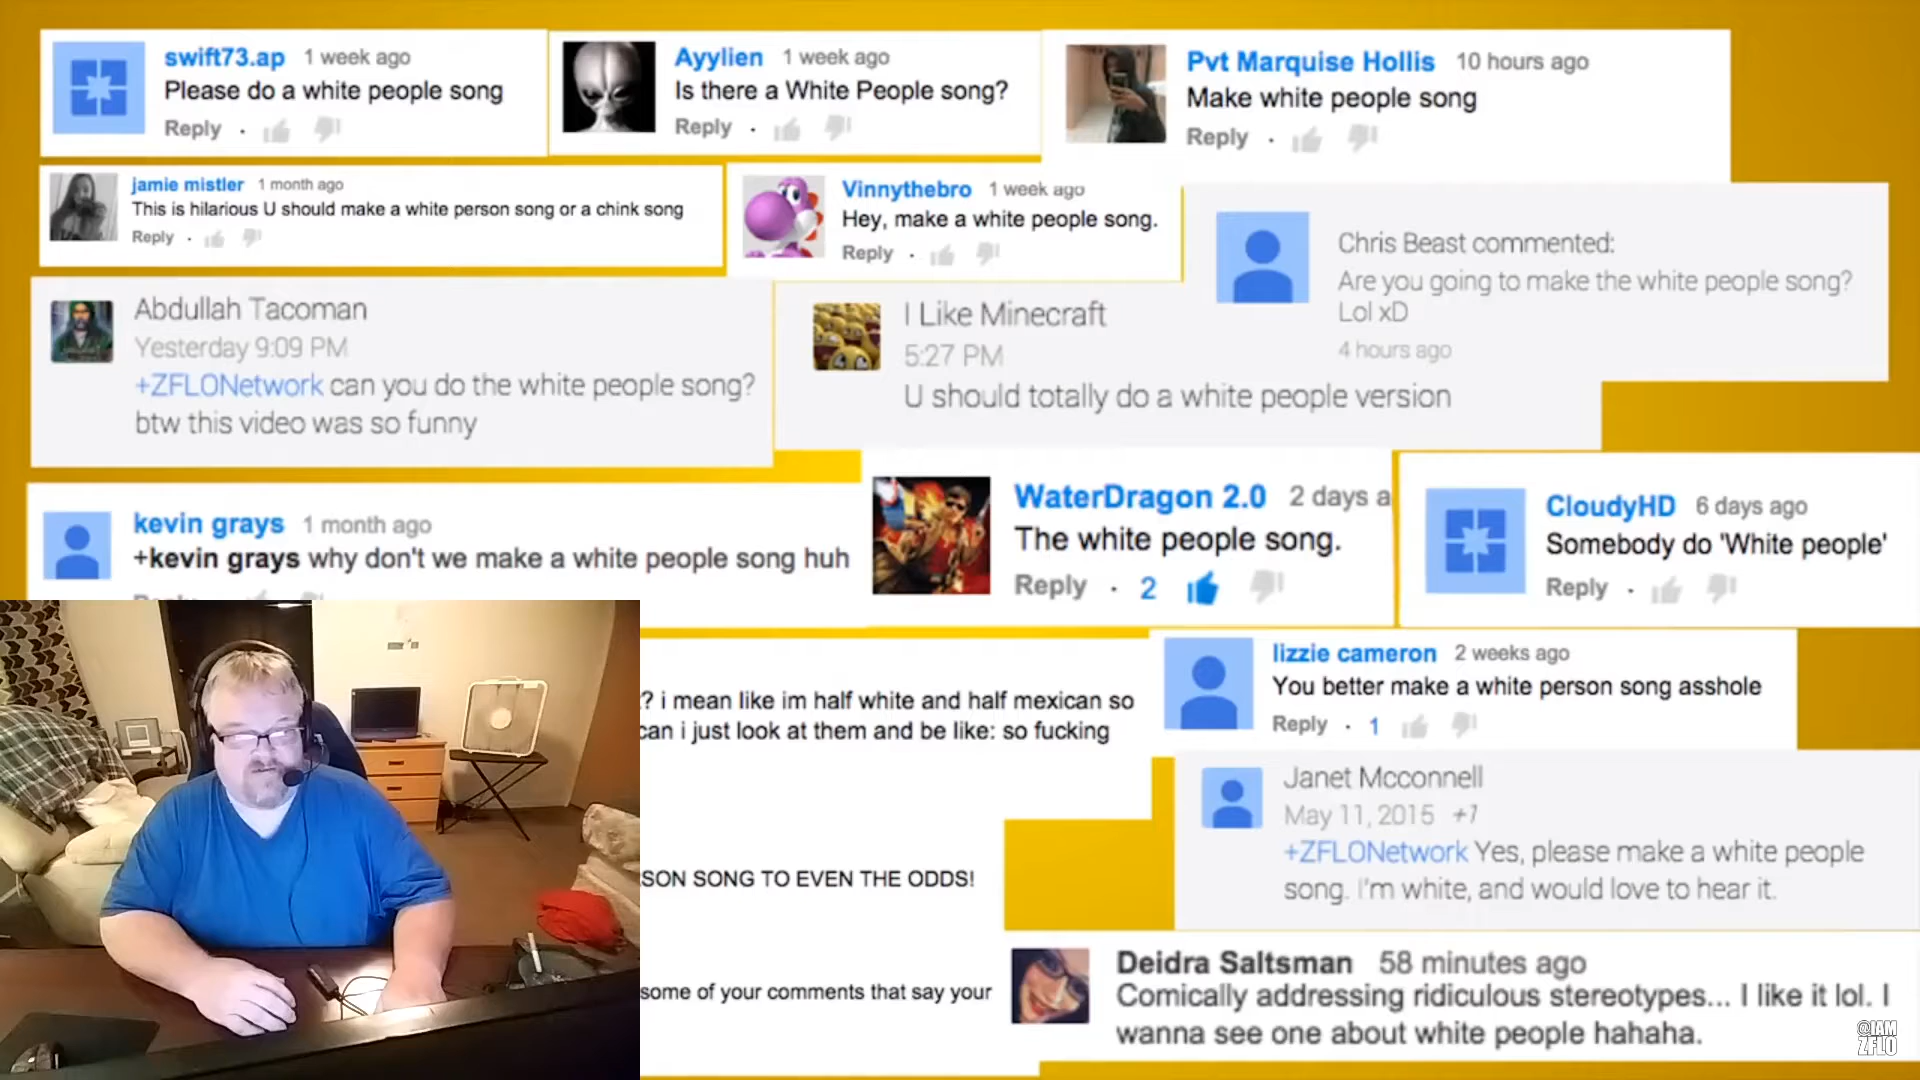 swift73.ap 1 week ago
Please do a white people song
Reply ·
Ayylien 1 week ago
Is there a White People song?
Reply ·
Pvt Marquise Hollis 10 hours ago
Make white people song
Reply ·
jamie mistler 1 month ago
This is hilarious U should make a white person song or a chink song
Reply ·
Vinnythebro 1 week ago
Hey, make a white people song.
Reply ·
Chris Beast commented:
Are you going to make the white people song?
Lol xD
4 hours ago
Abdullah Tacoman
Yesterday 9:09 PM
+ZFLONetwork can you do the white people song?
btw this video was so funny
I Like Minecraft
5:27 PM
U should totally do a white people version
kevin grays 1 month ago
+kevin grays why don't we make a white people song huh
WaterDragon 2.0 2 days a
The white people song.
Reply · 2
CloudyHD 6 days ago
Somebody do 'White people'
Reply ·
? i mean like im half white and half mexican so
can i just look at them and be like: so fucking
lizzie cameron 2 weeks ago
You better make a white person song asshole
Reply · 1
Janet Mcconnell
May 11, 2015 +1
+ZFLONetwork Yes, please make a white people
song. I'm white, and would love to hear it.
SON SONG TO EVEN THE ODDS!
some of your comments that say your
Deidra Saltsman 58 minutes ago
Comically addressing ridiculous stereotypes... I like it lol. I
wanna see one about white people hahaha.
@IAM
ZFLO